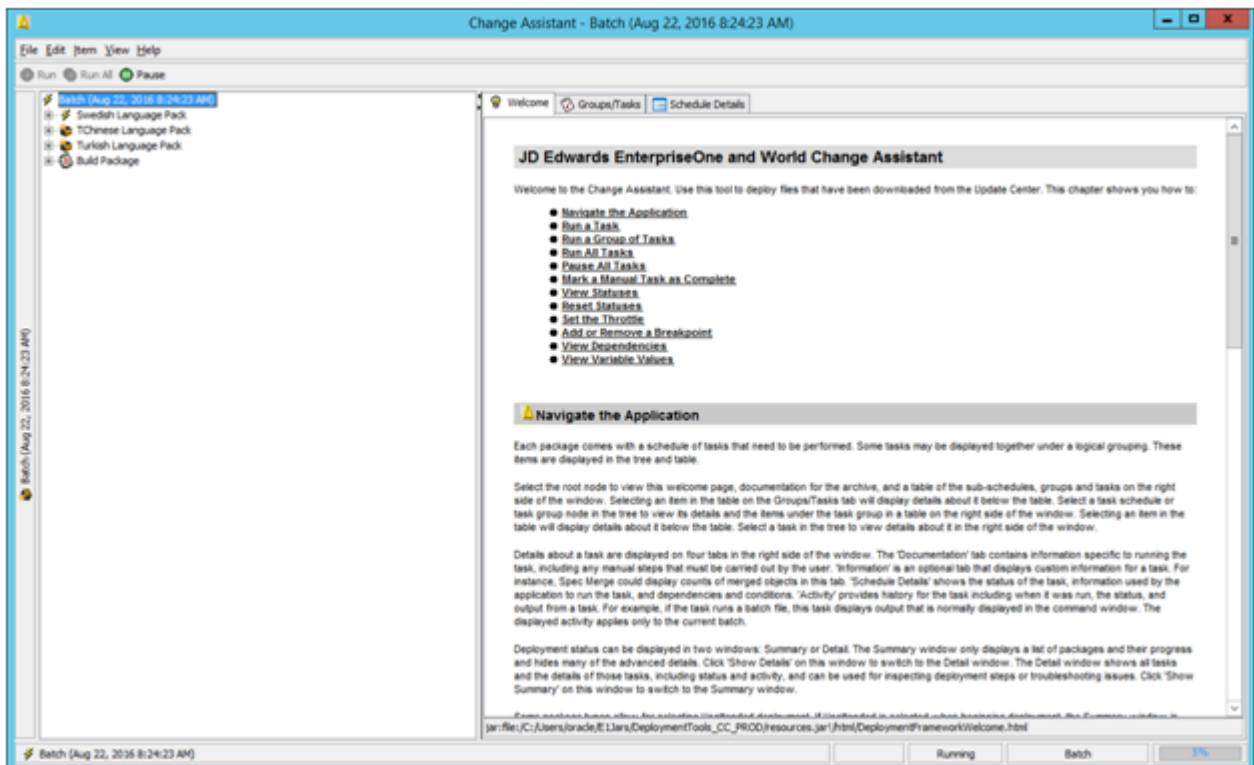 Change Assistant - Batch (Aug 22, 2016 8:24:23 AM)
File Edit Item View Help
Run Run All Pause
Batch (Aug 22, 2016 8:24:23 AM)
Swedish Language Pack
TChinese Language Pack
Turkish Language Pack
Build Package
Batch (Aug 22, 2016 8:24:23 AM)
Welcome Groups/Tasks Schedule Details
JD Edwards EnterpriseOne and World Change Assistant
Welcome to the Change Assistant. Use this tool to deploy files that have been downloaded from the Update Center. This chapter shows you how to:
Navigate the Application
Run a Task
Run a Group of Tasks
Run All Tasks
Pause All Tasks
Mark a Manual Task as Complete
View Statuses
Reset Statuses
Set the Throttle
Add or Remove a Breakpoint
View Dependencies
View Variable Values
Navigate the Application
Each package comes with a schedule of tasks that need to be performed. Some tasks may be displayed together under a logical grouping. These
items are displayed in the tree and table.
Select the root node to view this welcome page, documentation for the archive, and a table of the sub-schedules, groups and tasks on the right
side of the window. Selecting an item in the table on the Groups/Tasks tab will display details about it below the table. Select a task schedule or
task group node in the tree to view its details and the items under the task group in a table on the right side of the window. Selecting an item in the
table will display details about it below the table. Select a task in the tree to view details about it in the right side of the window.
Details about a task are displayed on four tabs in the right side of the window. The 'Documentation' tab contains information specific to running the
task, including any manual steps that must be carried out by the user. 'Information' is an optional tab that displays custom information for a task. For
instance, Spec Merge could display counts of merged objects in this tab. 'Schedule Details' shows the status of the task, information used by the
application to run the task, and dependencies and conditions. 'Activity' provides history for the task including when it was run, the status, and
output from a task. For example, if the task runs a batch file, this task displays output that is normally displayed in the command window. The
displayed activity applies only to the current batch.
Deployment status can be displayed in two windows: Summary or Detail. The Summary window only displays a list of packages and their progress
and hides many of the advanced details. Click 'Show Details' on this window to switch to the Detail window. The Detail window shows all tasks
and the details of those tasks, including status and activity, and can be used for inspecting deployment steps or troubleshooting issues. Click 'Show
Summary' on this window to switch to the Summary window.
jar:file:/C:/Users/oracle/E1Jars/DeploymentTools_CC_PROD/resources.jar!/html/DeploymentFrameworkWelcome.html
Batch (Aug 22, 2016 8:24:23 AM) Running Batch 5%